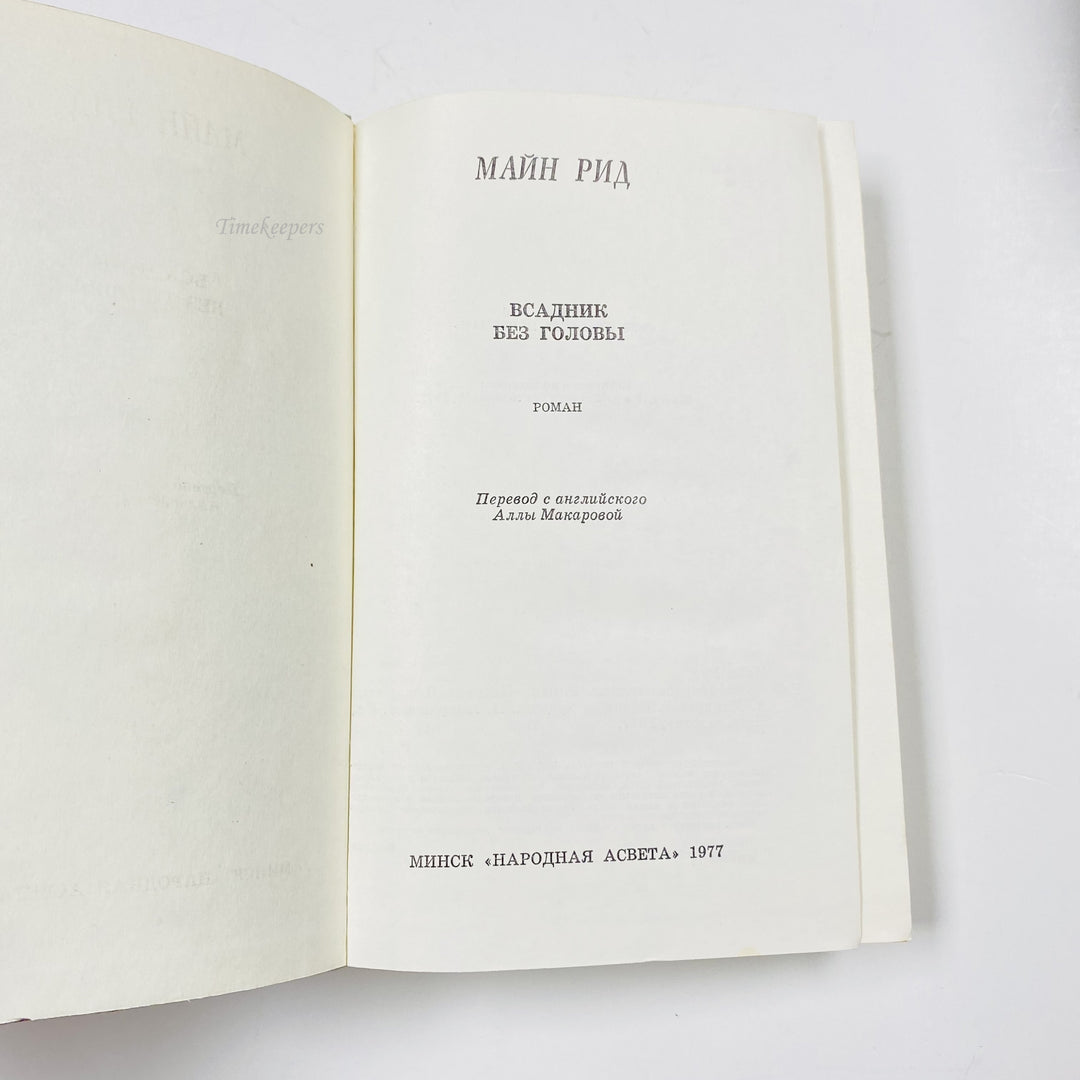 Timekeepers
МАЙН РИД
ВСАДНИК
БЕЗ ГОЛОВЫ
РОМАН
Перевод с английского
Аллы Макаровой
МИНСК «НАРОДНАЯ АСВЕТА» 1977